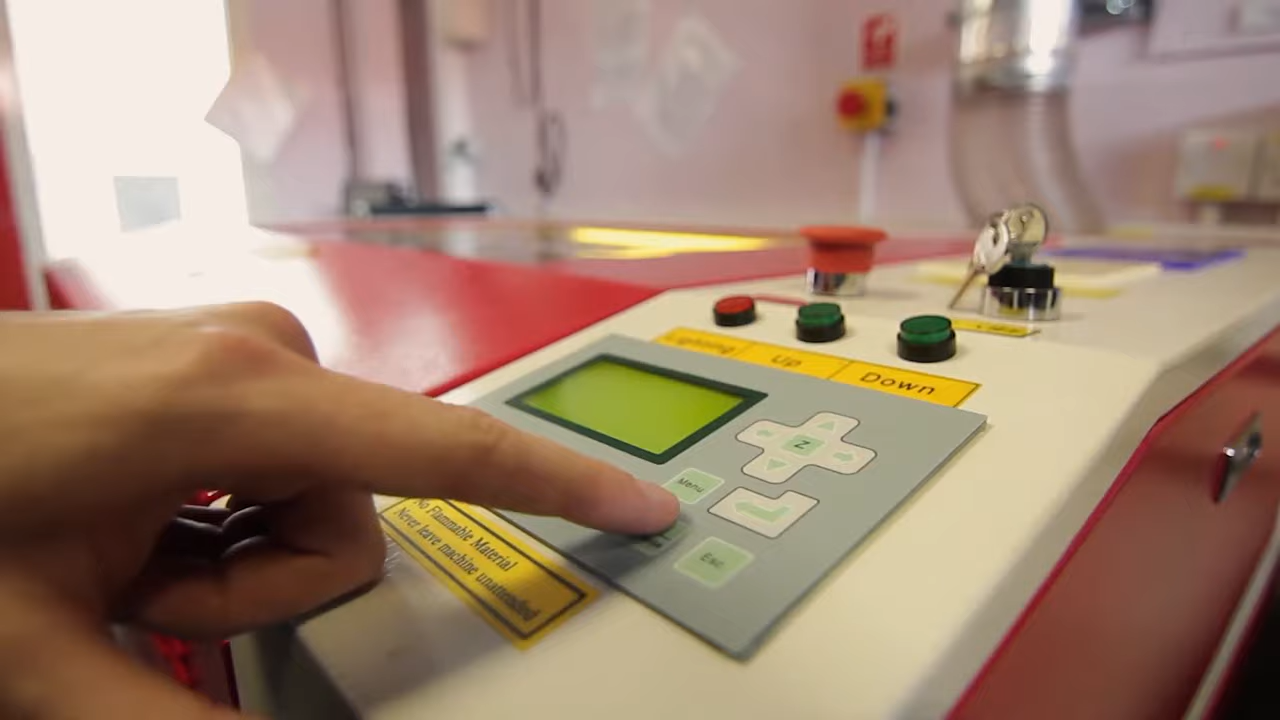 Lighting Up Down
Z
Menu
Esc
No Flammable Material
Never leave machine unattended